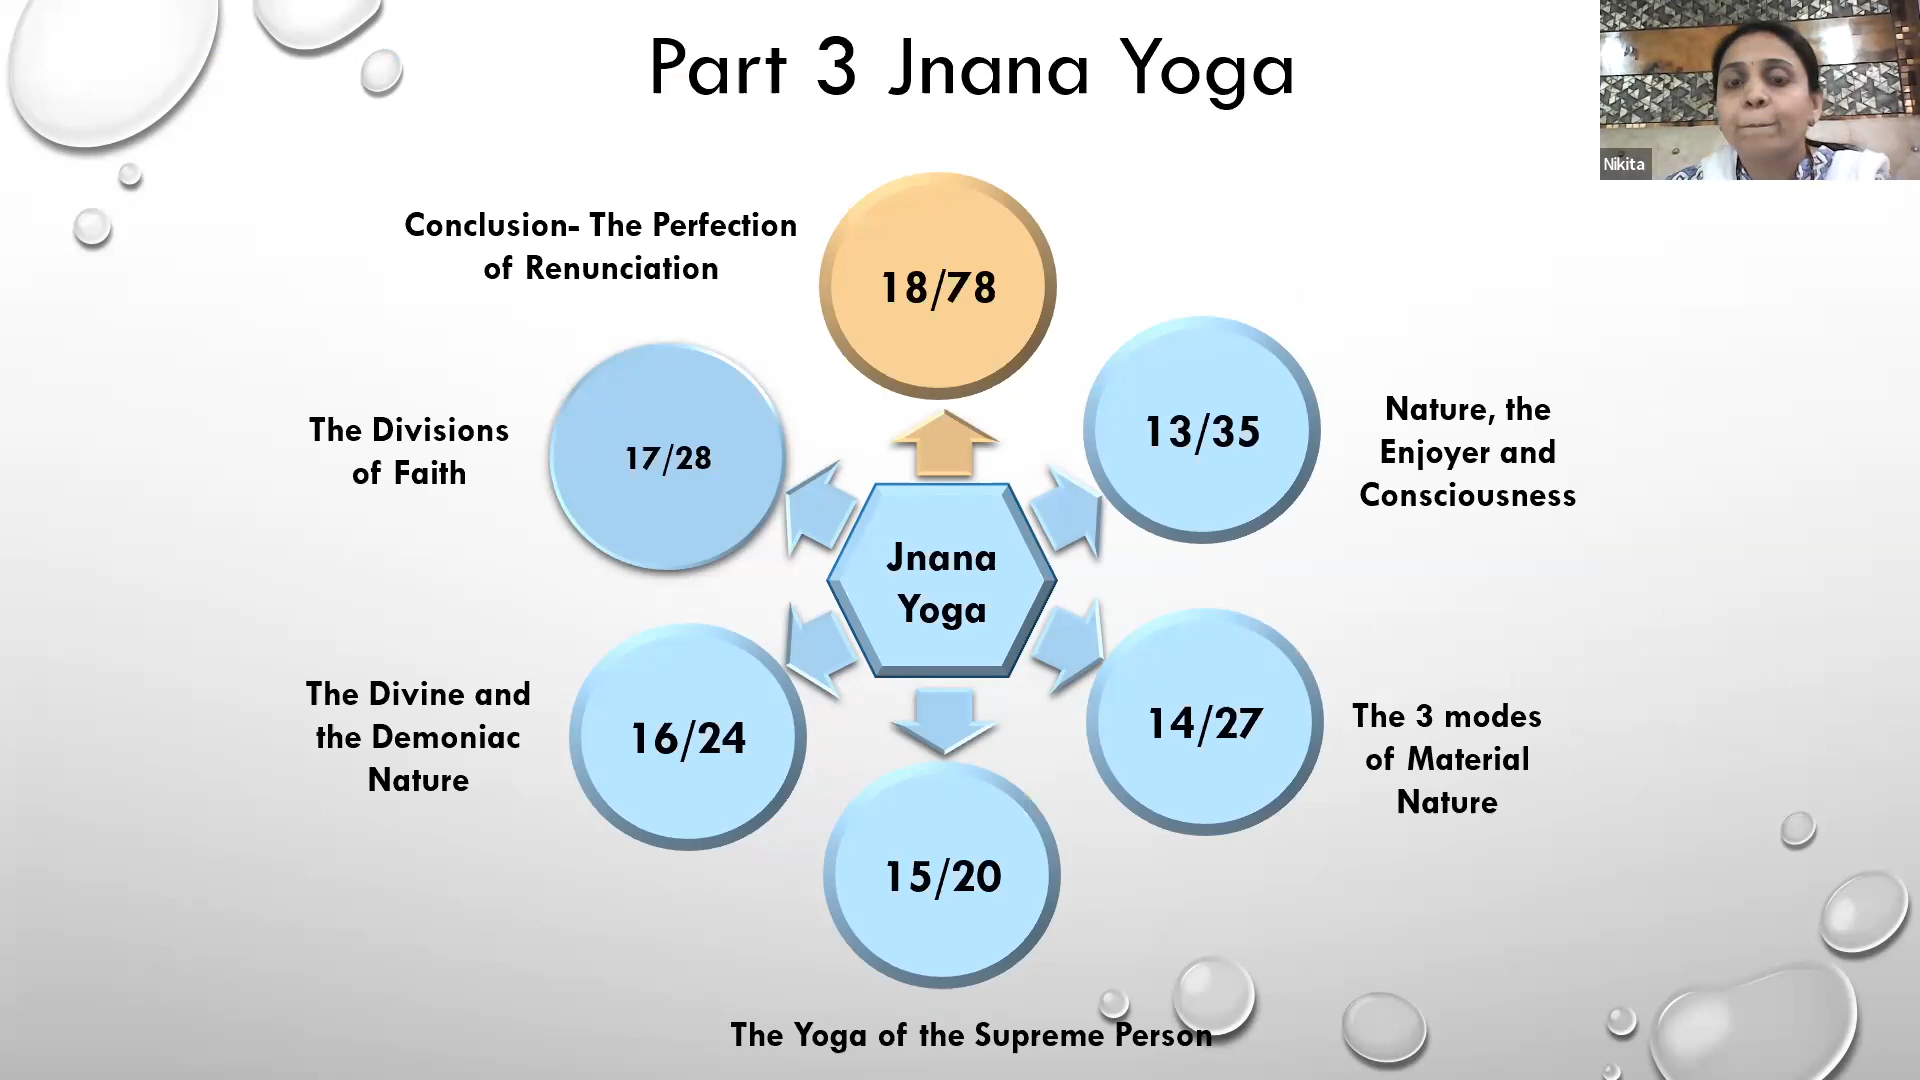 Part 3 Jnana Yoga
Nikita
Conclusion- The Perfection
of Renunciation
18/78
13/35
Nature, the
Enjoyer and
Consciousness
The Divisions
of Faith
17/28
Jnana
Yoga
The Divine and
the Demoniac
Nature
16/24
14/27
The 3 modes
of Material
Nature
15/20
The Yoga of the Supreme Person